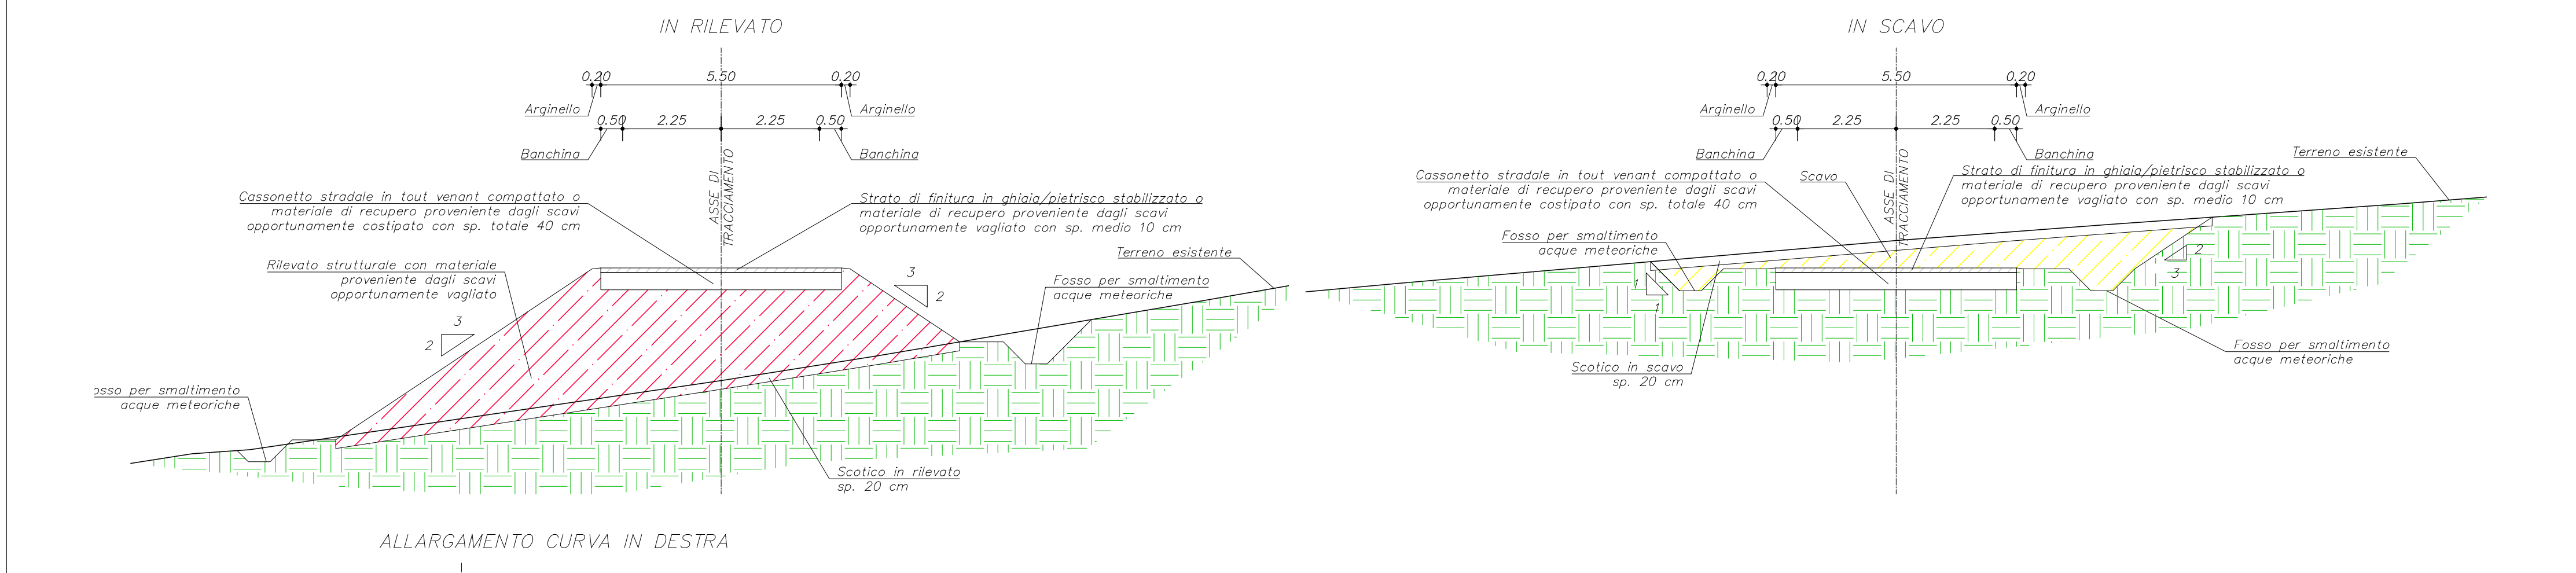 IN RILEVATO
0.20
5.50
0.20
Arginello
Arginello
0.50
2.25
2.25
0.50
Banchina
Banchina
ASSE DI
TRACCIAMENTO
Cassonetto stradale in tout venant compattato o
materiale di recupero proveniente dagli scavi
opportunamente costipato con sp. totale 40 cm
Strato di finitura in ghiaia/pietrisco stabilizzato o
materiale di recupero proveniente dagli scavi
opportunamente vagliato con sp. medio 10 cm
Rilevato strutturale con materiale
proveniente dagli scavi
opportunamente vagliato
Terreno esistente
Fosso per smaltimento
acque meteoriche
3
2
3
2
osso per smaltimento
acque meteoriche
Scotico in rilevato
sp. 20 cm
IN SCAVO
0.20
5.50
0.20
Arginello
Arginello
0.50
2.25
2.25
0.50
Banchina
Banchina
ASSE DI
TRACCIAMENTO
Terreno esistente
Cassonetto stradale in tout venant compattato o
materiale di recupero proveniente dagli scavi
opportunamente costipato con sp. totale 40 cm
Scavo
Strato di finitura in ghiaia/pietrisco stabilizzato o
materiale di recupero proveniente dagli scavi
opportunamente vagliato con sp. medio 10 cm
Fosso per smaltimento
acque meteoriche
2
3
1
1
Fosso per smaltimento
acque meteoriche
Scotico in scavo
sp. 20 cm
ALLARGAMENTO CURVA IN DESTRA